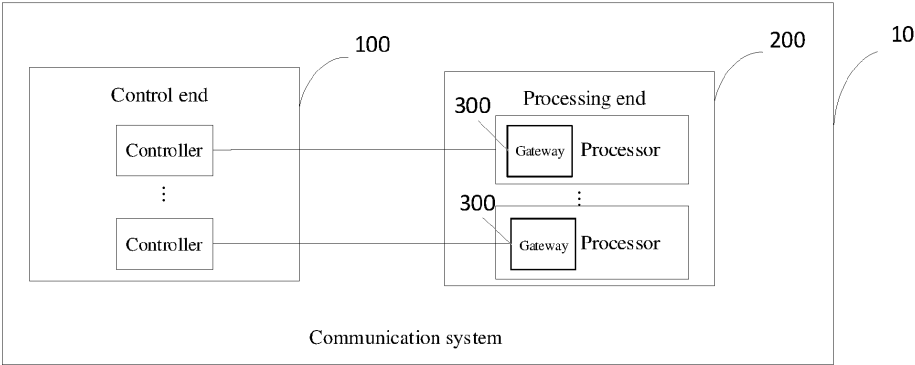 10
100
200
Control end
Processing end
300
Controller
Gateway
Processor
⋮
⋮
300
Controller
Gateway
Processor
Communication system